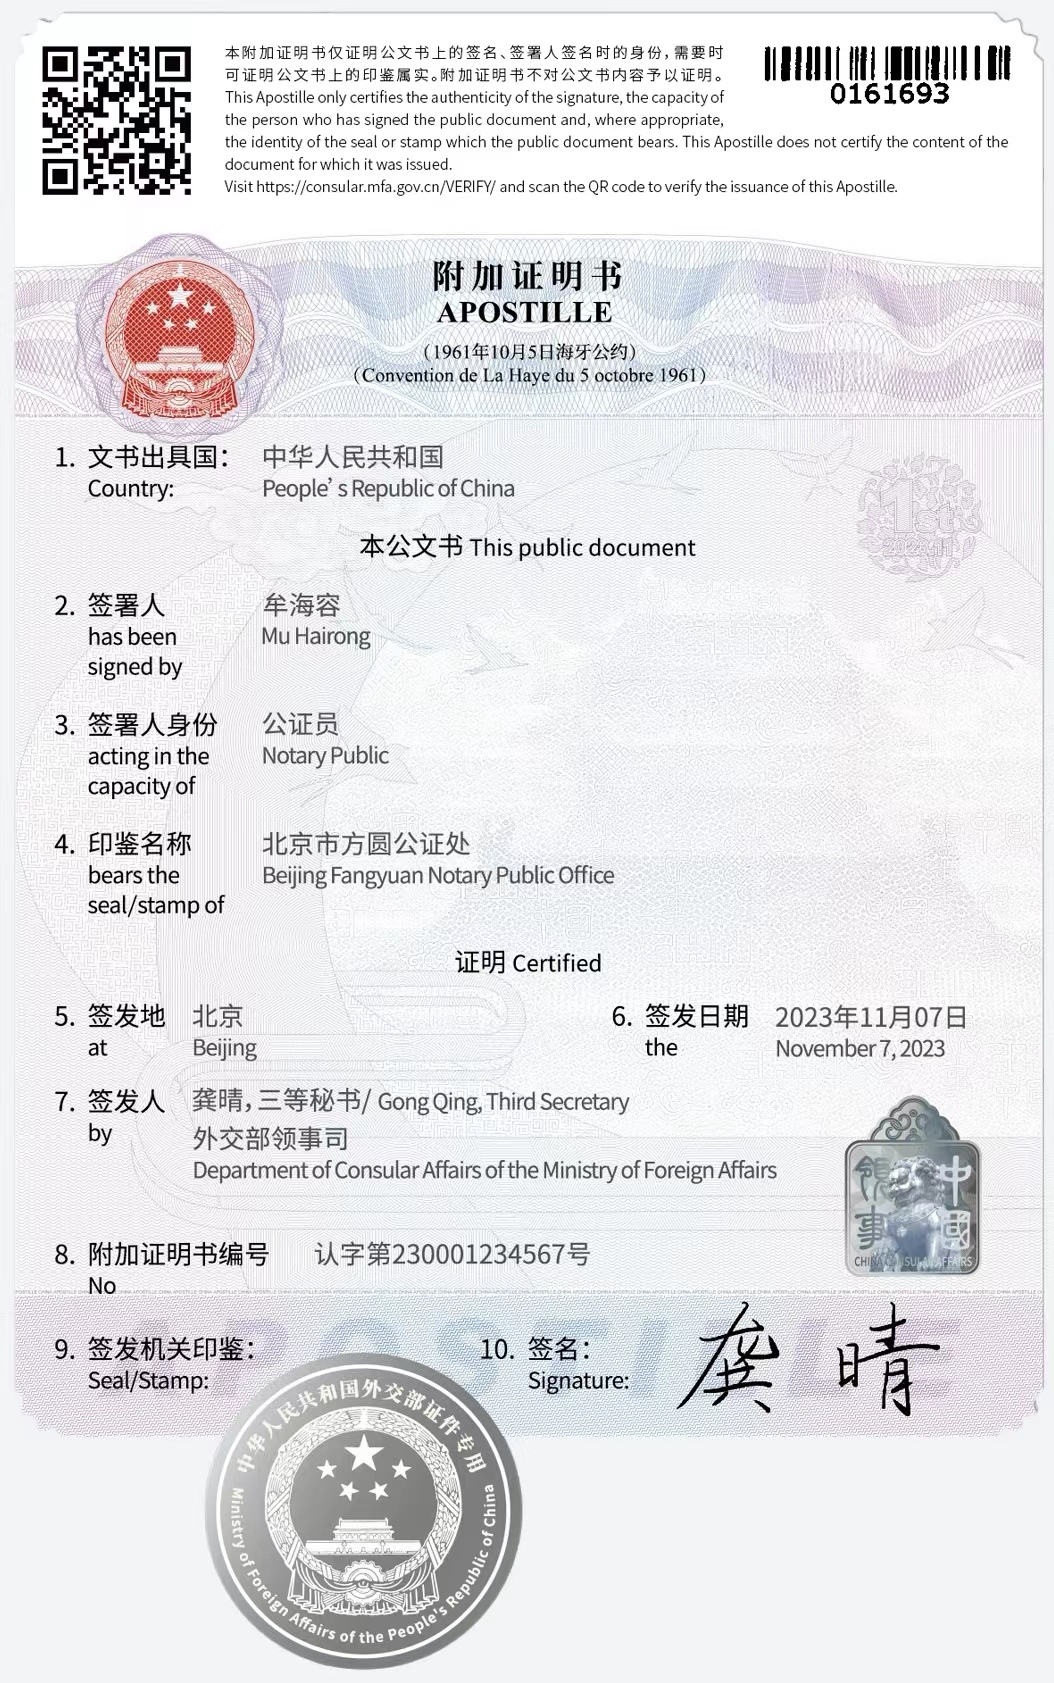 本附加证明书仅证明公文书上的签名、签署人签名时的身份，需要时
可证明公文书上的印鉴属实。附加证明书不对公文书内容予以证明。
This Apostille only certifies the authenticity of the signature, the capacity of
the person who has signed the public document and, where appropriate,
the identity of the seal or stamp which the public document bears. This Apostille does not certify the content of the
document for which it was issued.
Visit https://consular.mfa.gov.cn/VERIFY/ and scan the QR code to verify the issuance of this Apostille.
0161693
附加证明书
APOSTILLE
（1961年10月5日海牙公约）
（Convention de La Haye du 5 octobre 1961）
1. 文书出具国： 中华人民共和国
Country: People’s Republic of China
1st
2023.11
本公文书 This public document
2. 签署人 牟海容
has been Mu Hairong
signed by
3. 签署人身份 公证员
acting in the Notary Public
capacity of
4. 印鉴名称 北京市方圆公证处
bears the Beijing Fangyuan Notary Public Office
seal/stamp of
证明 Certified
5. 签发地 北京 6. 签发日期 2023年11月07日
at Beijing the November 7, 2023
7. 签发人 龚晴，三等秘书/ Gong Qing, Third Secretary
by 外交部领事司
Department of Consular Affairs of the Ministry of Foreign Affairs
中国
领事
CHINA CONSULAR AFFAIRS
8. 附加证明书编号 认字第230001234567号
No
APOSTILLE
9. 签发机关印鉴： 10. 签名： 龚晴
Seal/Stamp: Signature:
中华人民共和国外交部证件专用
Ministry of Foreign Affairs of the People's Republic of China